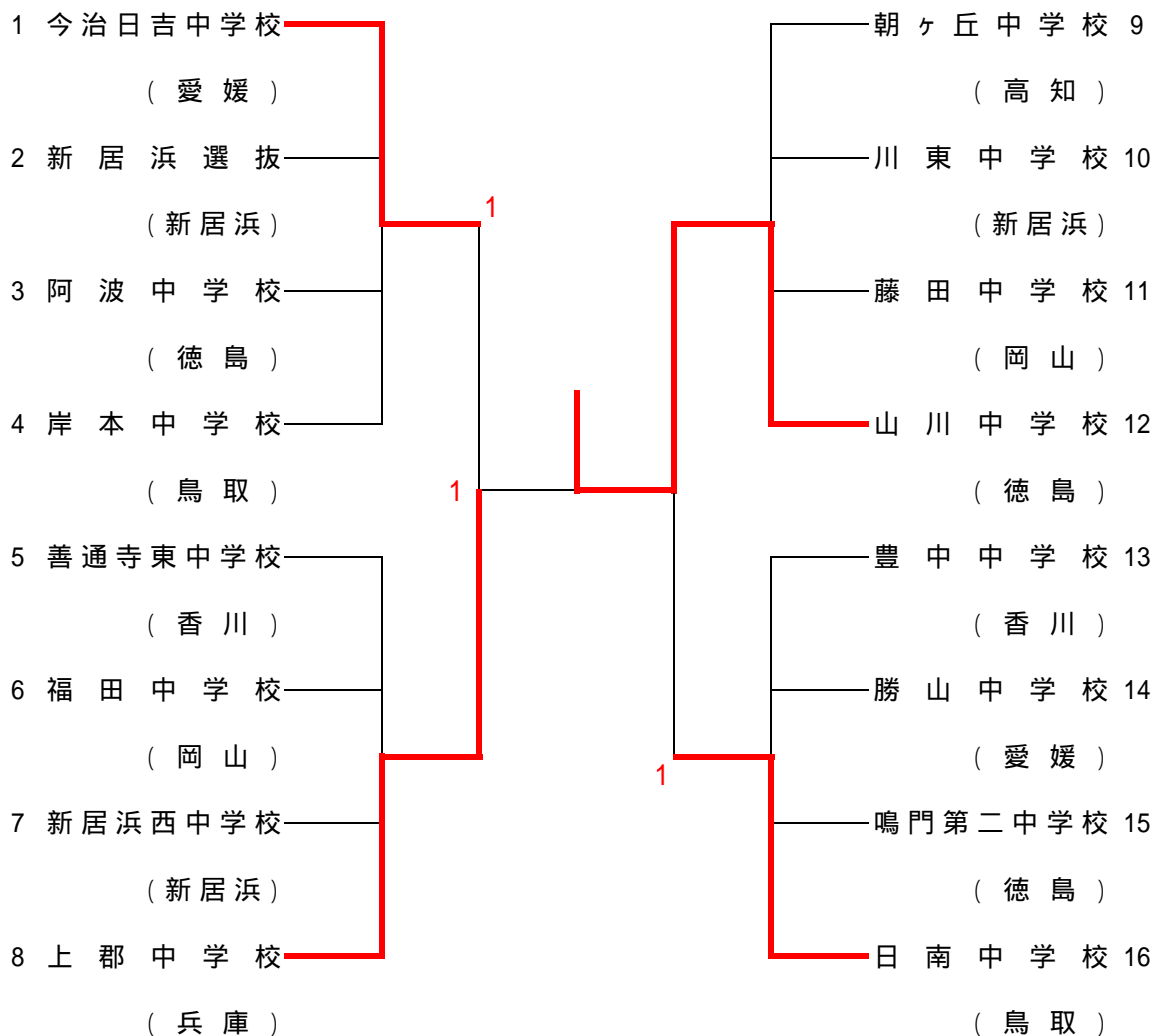 1 今治日吉中学校
(愛媛)
2 新居浜選抜
(新居浜)
3 阿波中学校
(徳島)
4 岸本中学校
(鳥取)
5 善通寺東中学校
(香川)
6 福田中学校
(岡山)
7 新居浜西中学校
(新居浜)
8 上郡中学校
(兵庫)
1
1
1
朝ヶ丘中学校 9
(高知)
川東中学校 10
(新居浜)
藤田中学校 11
(岡山)
山川中学校 12
(徳島)
豊中中学校 13
(香川)
勝山中学校 14
(愛媛)
鳴門第二中学校 15
(徳島)
日南中学校 16
(鳥取)